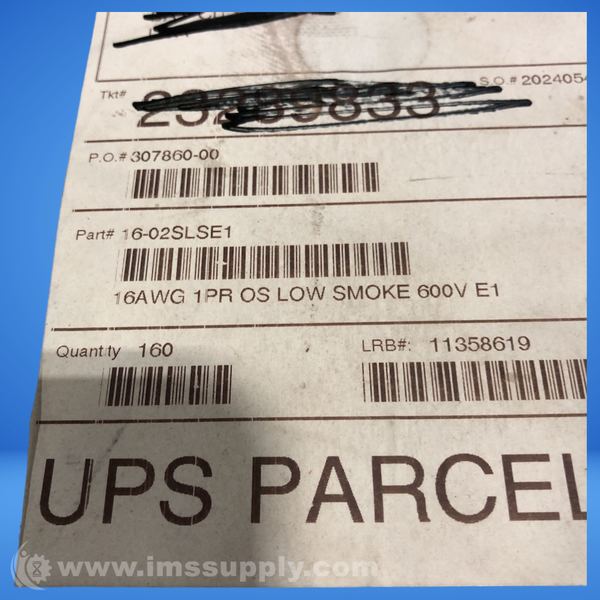 Tkt#
S.O.# 202405
P.O.# 307860-00
Part# 16-02SLSE1
16AWG 1PR OS LOW SMOKE 600V E1
Quantity 160 LRB#: 11358619
UPS PARCEL
www.imssupply.com